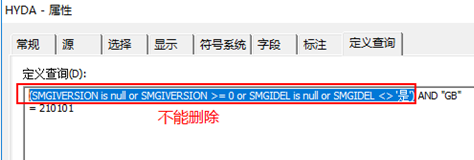 HYDA - 属性
常规 源 选择 显示 符号系统 字段 标注 定义查询
定义查询(D):
(SMGIVERSION is null or SMGIVERSION >= 0 or SMGIDEL is null or SMGIDEL <> '是') AND "GB"
= 210101
不能删除